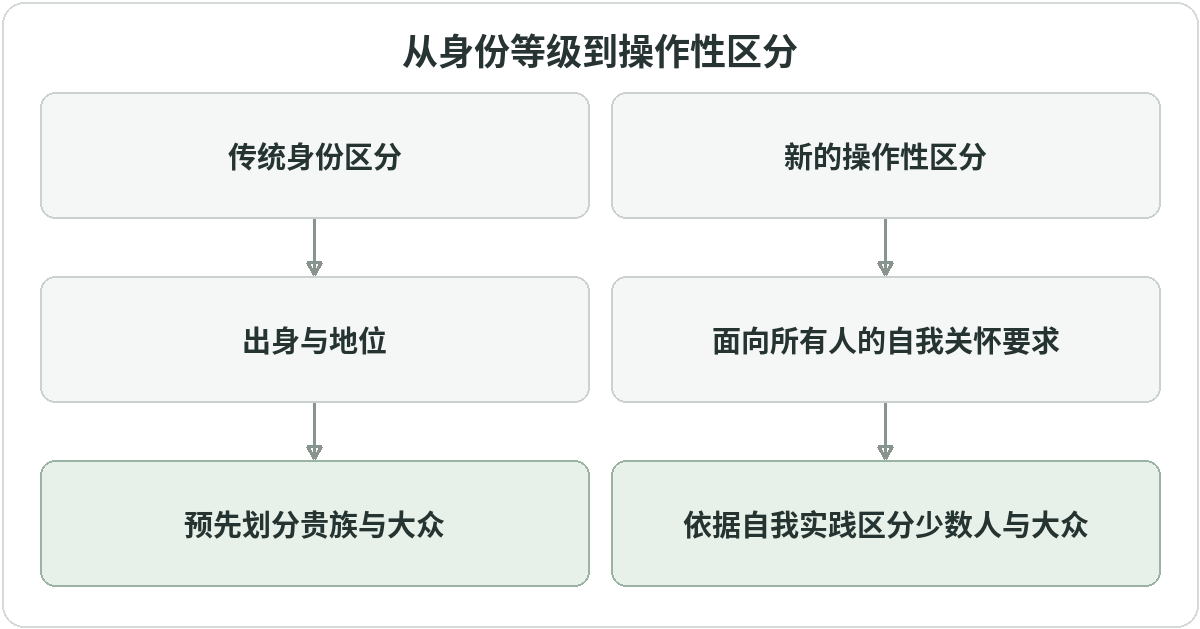 从身份等级到操作性区分
传统身份区分
新的操作性区分
出身与地位
面向所有人的自我关怀要求
预先划分贵族与大众
依据自我实践区分少数人与大众